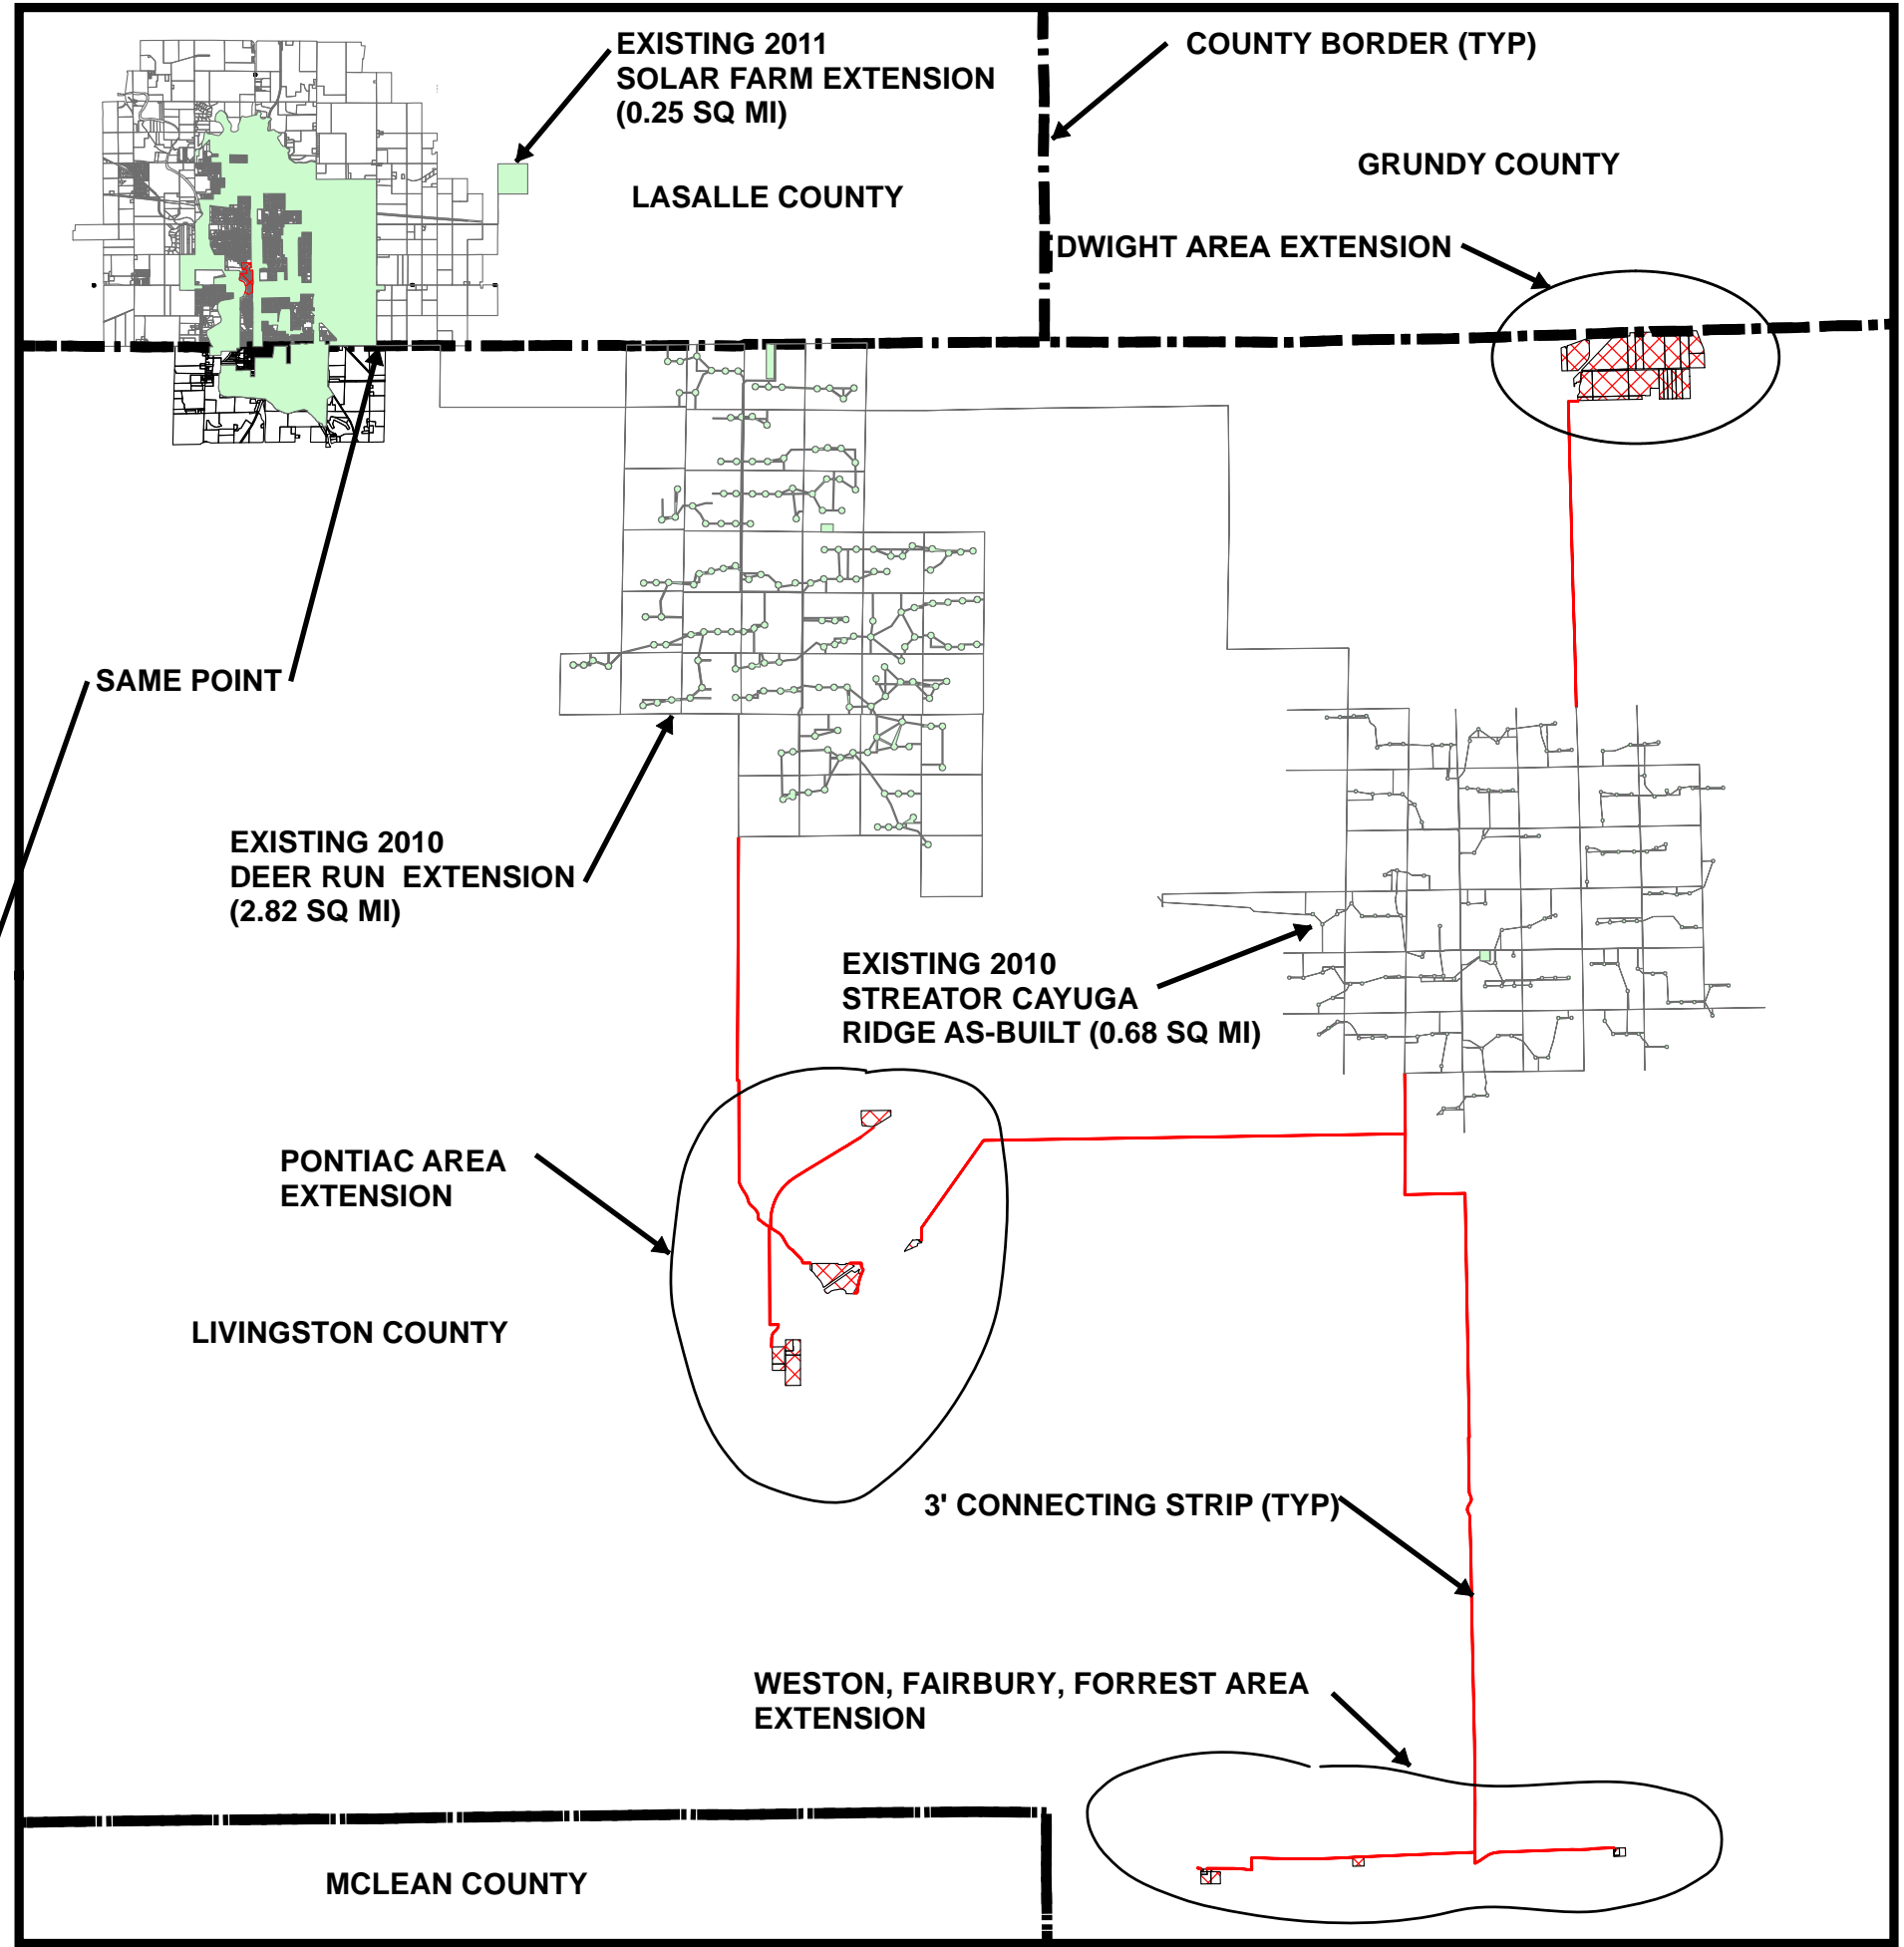 EXISTING 2011
SOLAR FARM EXTENSION
(0.25 SQ MI)
COUNTY BORDER (TYP)
GRUNDY COUNTY
LASALLE COUNTY
DWIGHT AREA EXTENSION
SAME POINT
EXISTING 2010
DEER RUN  EXTENSION
(2.82 SQ MI)
EXISTING 2010
STREATOR CAYUGA
RIDGE AS-BUILT (0.68 SQ MI)
PONTIAC AREA
EXTENSION
LIVINGSTON COUNTY
3' CONNECTING STRIP (TYP)
WESTON, FAIRBURY, FORREST AREA
EXTENSION
MCLEAN COUNTY